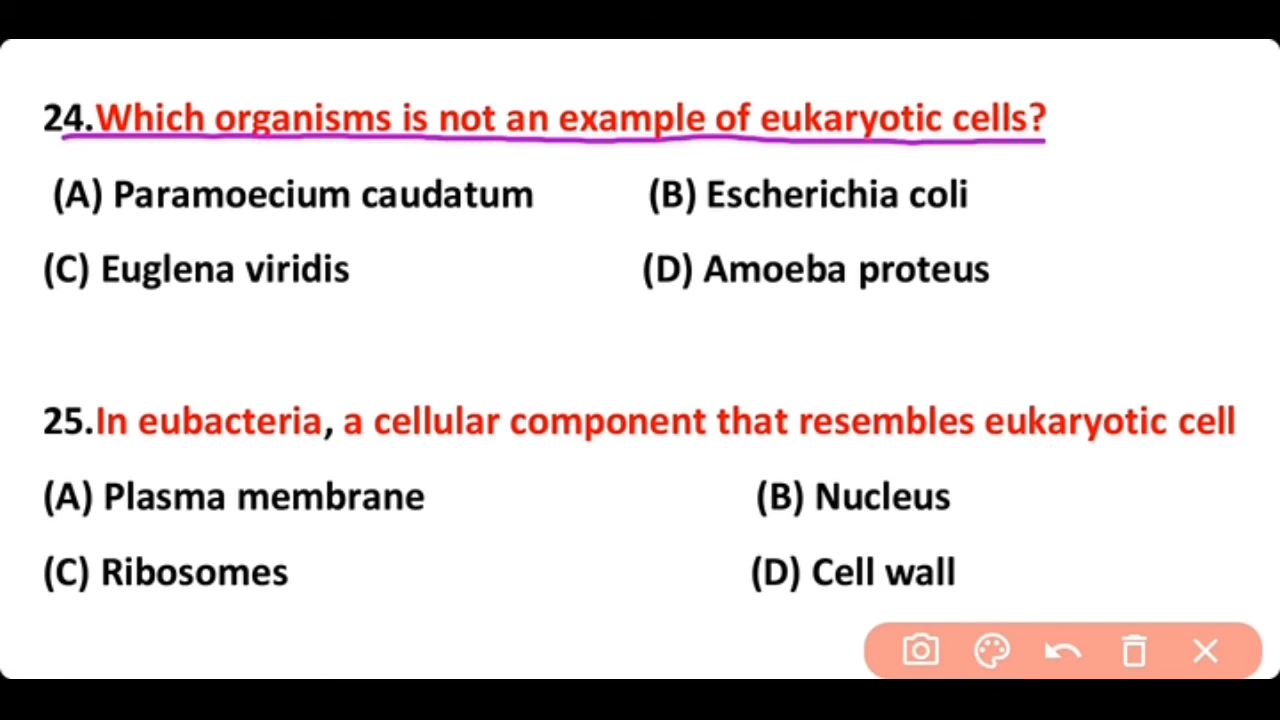 24.Which organisms is not an example of eukaryotic cells?
(A) Paramoecium caudatum (B) Escherichia coli
(C) Euglena viridis (D) Amoeba proteus
25.In eubacteria, a cellular component that resembles eukaryotic cell
(A) Plasma membrane (B) Nucleus
(C) Ribosomes (D) Cell wall